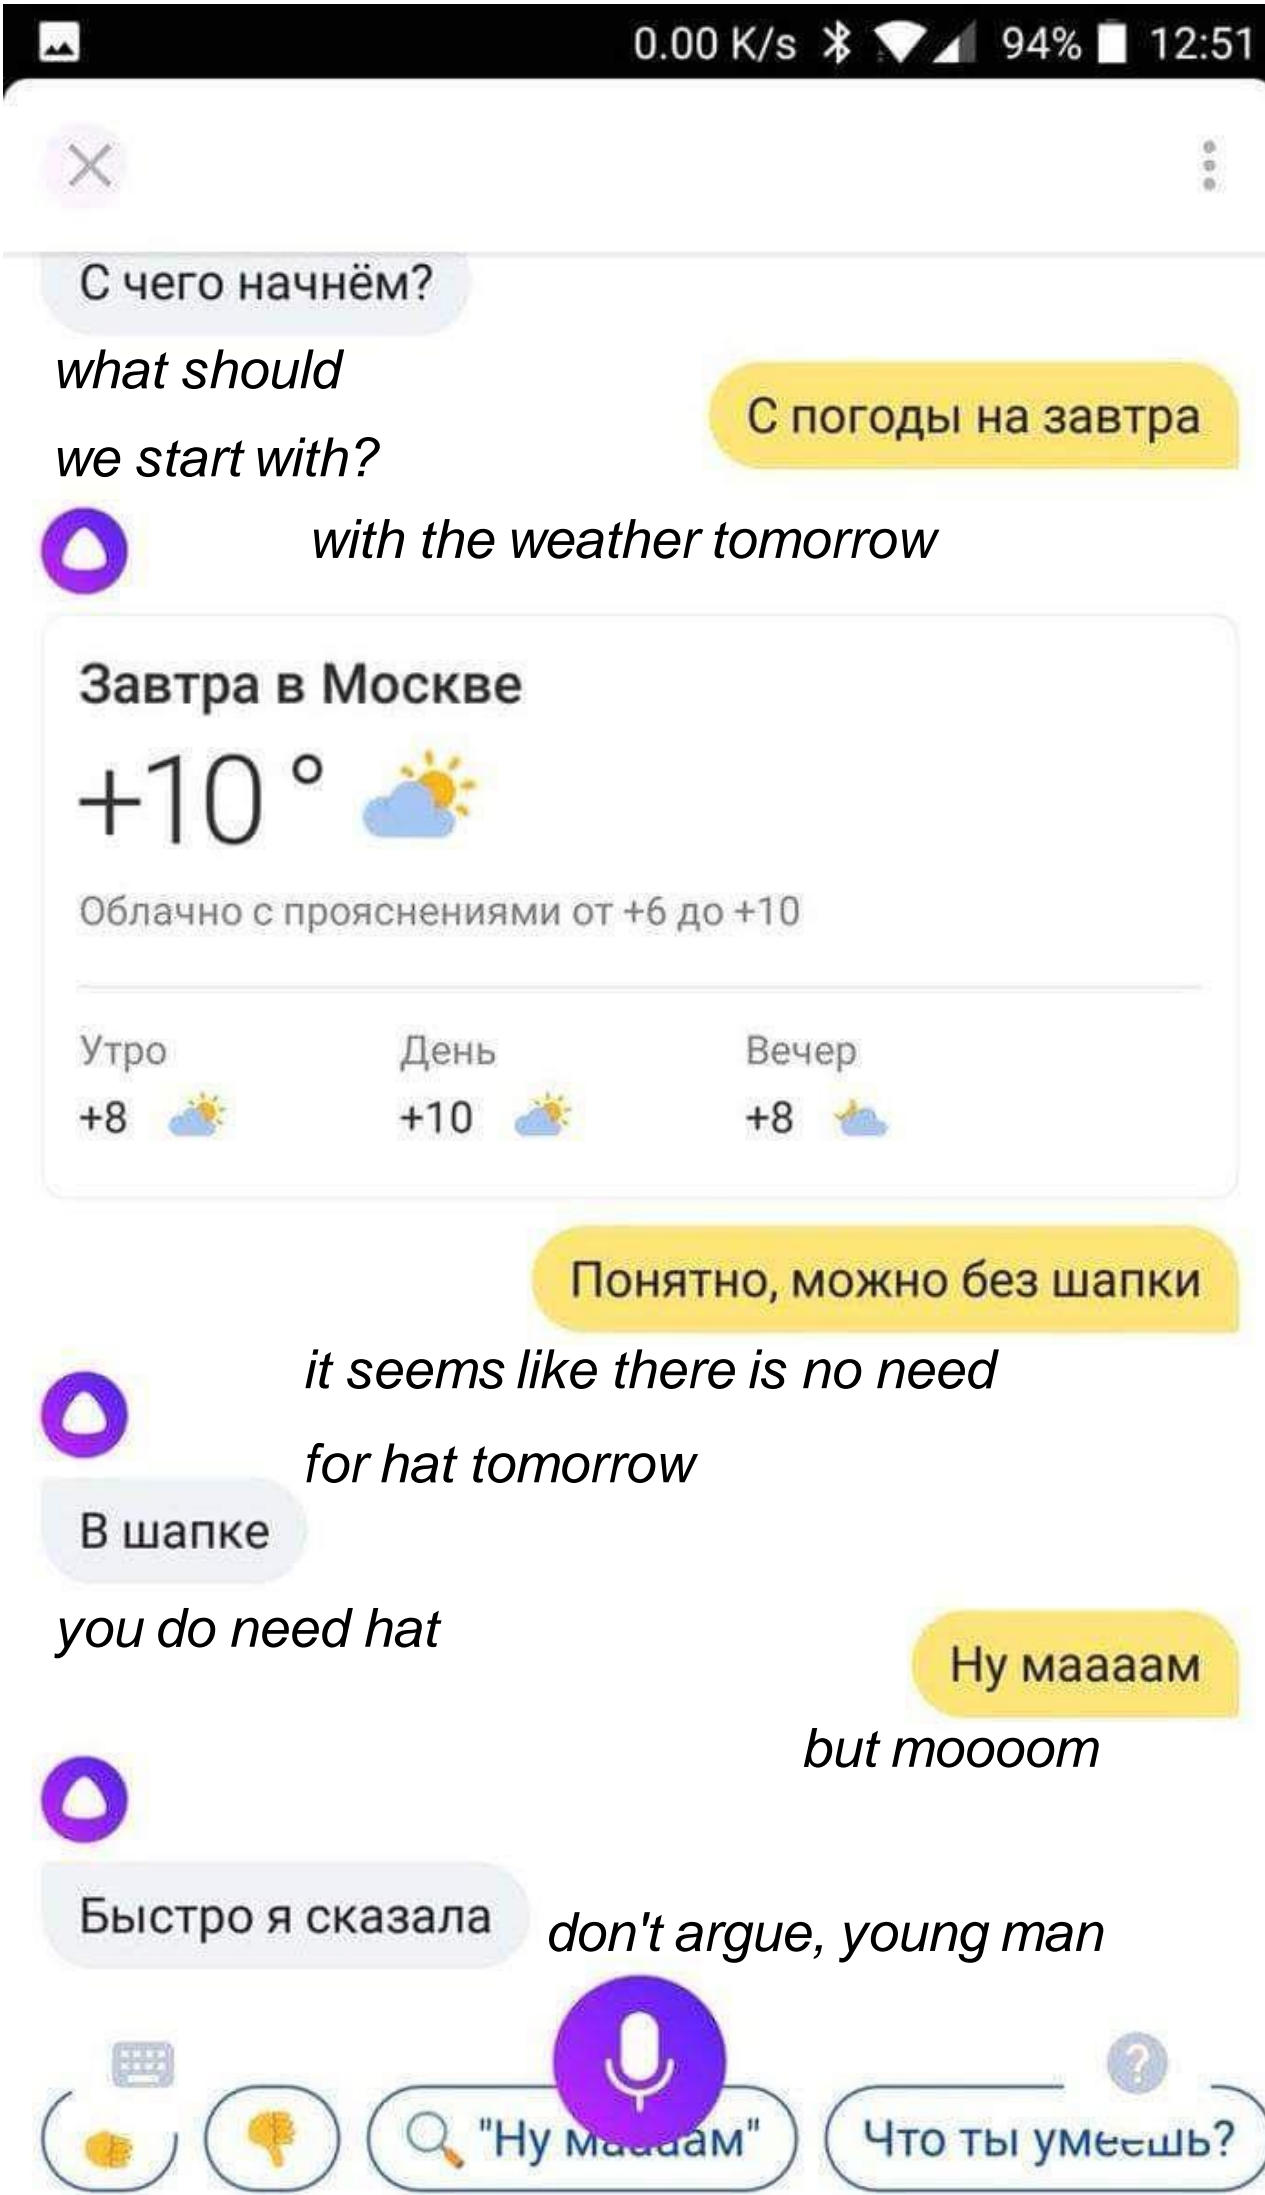 0.00 K/s 94% 12:51
С чего начнём?
what should
we start with?
С погоды на завтра
with the weather tomorrow
Завтра в Москве
+10°
Облачно с прояснениями от +6 до +10
Утро День Вечер
+8 +10 +8
Понятно, можно без шапки
it seems like there is no need
for hat tomorrow
В шапке
you do need hat
Ну мааааам
but moooom
Быстро я сказала
don't argue, young man
?
"Ну маааам" Что ты умеешь?